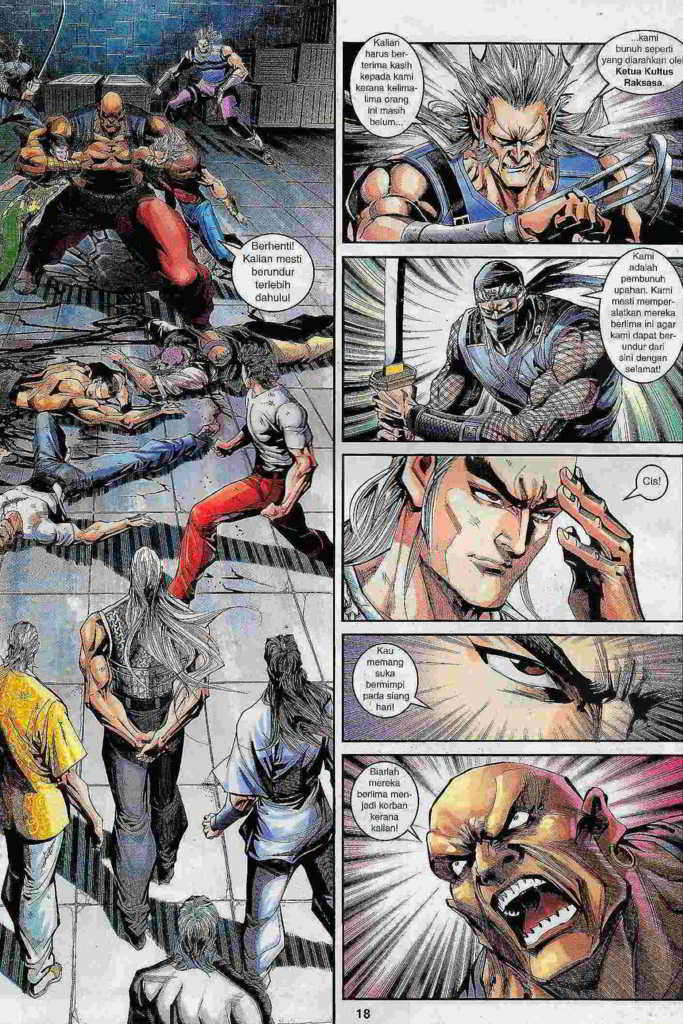 Berhenti!
Kalian mesti
berundur
terlebih
dahulu!
Kalian
harus ber-
terima kasih
kepada kami
kerana kelima-
lima orang
ini masih
belum...
...kami
bunuh seperti
yang diarahkan ole
Ketua Kultus
Raksasa.
Kami
adalah
pembunuh
upahan. Kami
mesti memper-
alatkan mereka
berlima ini agar
kami dapat ber-
undur dari
sini dengan
selamat!
Cis!
Kau
memang
suka
bermimpi
pada siang
hari!
Biarlah
mereka
berlima men-
jadi korban
kerana
kalian!
18